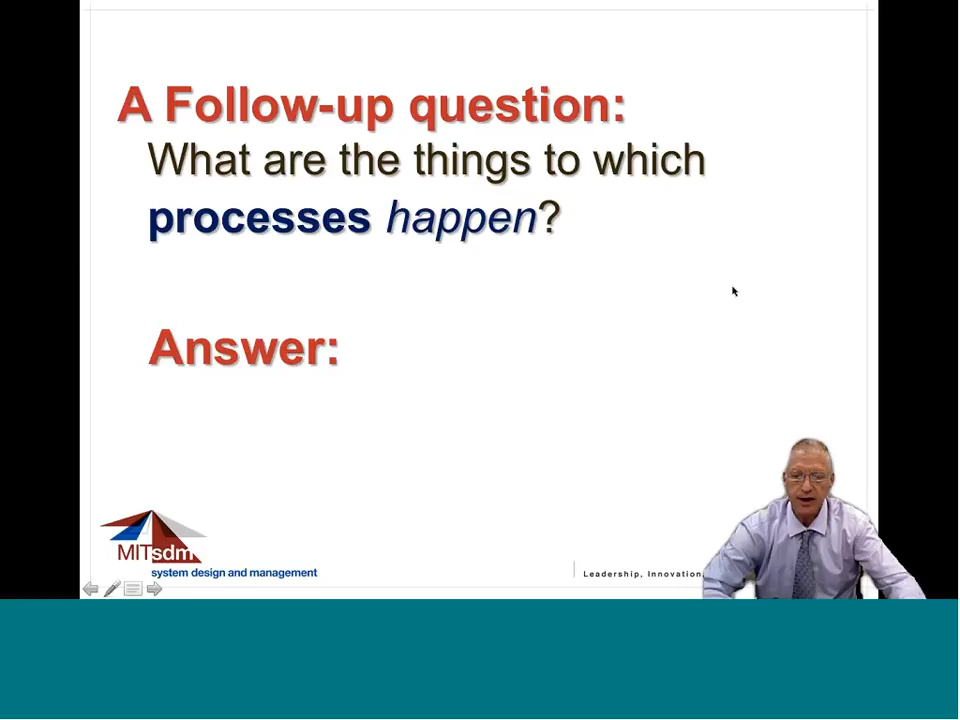 A Follow-up question:
What are the things to which
processes happen?
Answer:
MITsdm
system design and management
Leadership, Innovation,